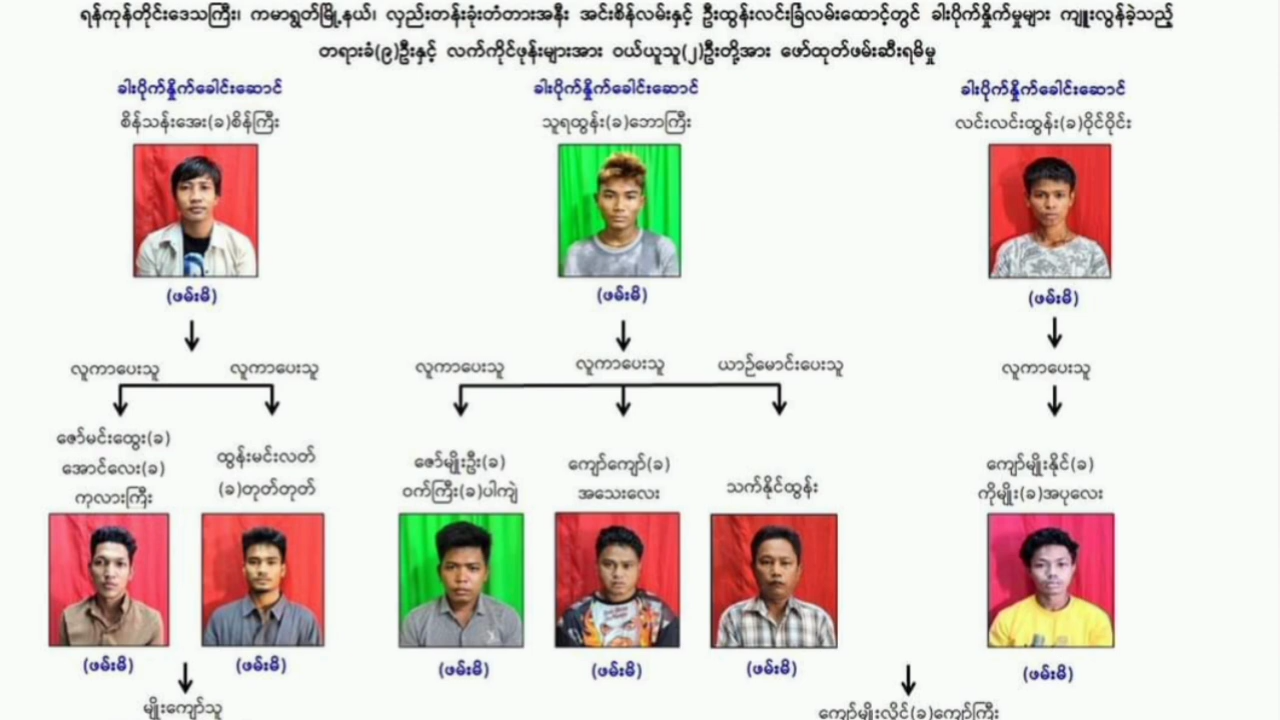 ရန်ကုန်တိုင်းဒေသကြီး၊ ကမာရွတ်မြို့နယ်၊ လှည်းတန်းခုံးတံတားအနီး အင်းစိန်လမ်းနှင့် ဦးထွန်းလင်းခြံလမ်းထောင့်တွင် ခါးပိုက်နှိုက်မှုများ ကျူးလွန်ခဲ့သည့်
တရားခံ(၉)ဦးနှင့် လက်ကိုင်ဖုန်းများအား ဝယ်ယူသူ(၂)ဦးတို့အား ဖော်ထုတ်ဖမ်းဆီးရမိမှု
ခါးပိုက်နှိုက်ခေါင်းဆောင် ခါးပိုက်နှိုက်ခေါင်းဆောင် ခါးပိုက်နှိုက်ခေါင်းဆောင်
စိန်သန်းအေး(ခ)စိန်ကြီး သူရထွန်း(ခ)ဘောကြီး လင်းလင်းထွန်း(ခ)ဝိုင်ဝိုင်း
(ဖမ်းမိ) (ဖမ်းမိ) (ဖမ်းမိ)
လူကာပေးသူ လူကာပေးသူ လူကာပေးသူ လူကာပေးသူ ယာဉ်မောင်းပေးသူ လူကာပေးသူ
ဇော်မင်းထွေး(ခ)
အောင်လေး(ခ)
ကုလားကြီး
ထွန်းမင်းလတ်
(ခ)တုတ်တုတ်
ဇော်မျိုးဦး(ခ)
ဝက်ကြီး(ခ)ပါကျဲ
ကျော်ကျော်(ခ)
အသေးလေး
သက်နိုင်ထွန်း
ကျော်မျိုးနိုင်(ခ)
ကိုမျိုး(ခ)အပုလေး
(ဖမ်းမိ) (ဖမ်းမိ) (ဖမ်းမိ) (ဖမ်းမိ) (ဖမ်းမိ) (ဖမ်းမိ)
မျိုးကျော်သူ ကျော်မျိုးလှိုင်(ခ)ကျော်ကြီး